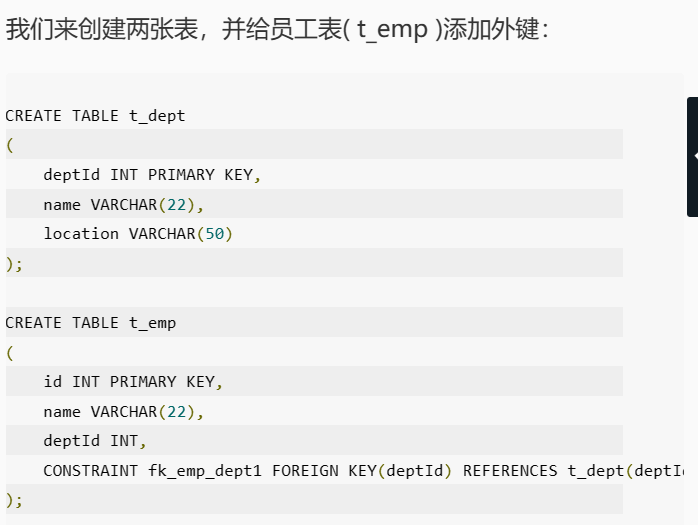 我们来创建两张表，并给员工表( t_emp )添加外键：
CREATE TABLE t_dept
(
deptId INT PRIMARY KEY,
name VARCHAR(22),
location VARCHAR(50)
);
CREATE TABLE t_emp
(
id INT PRIMARY KEY,
name VARCHAR(22),
deptId INT,
CONSTRAINT fk_emp_dept1 FOREIGN KEY(deptId) REFERENCES t_dept(
);